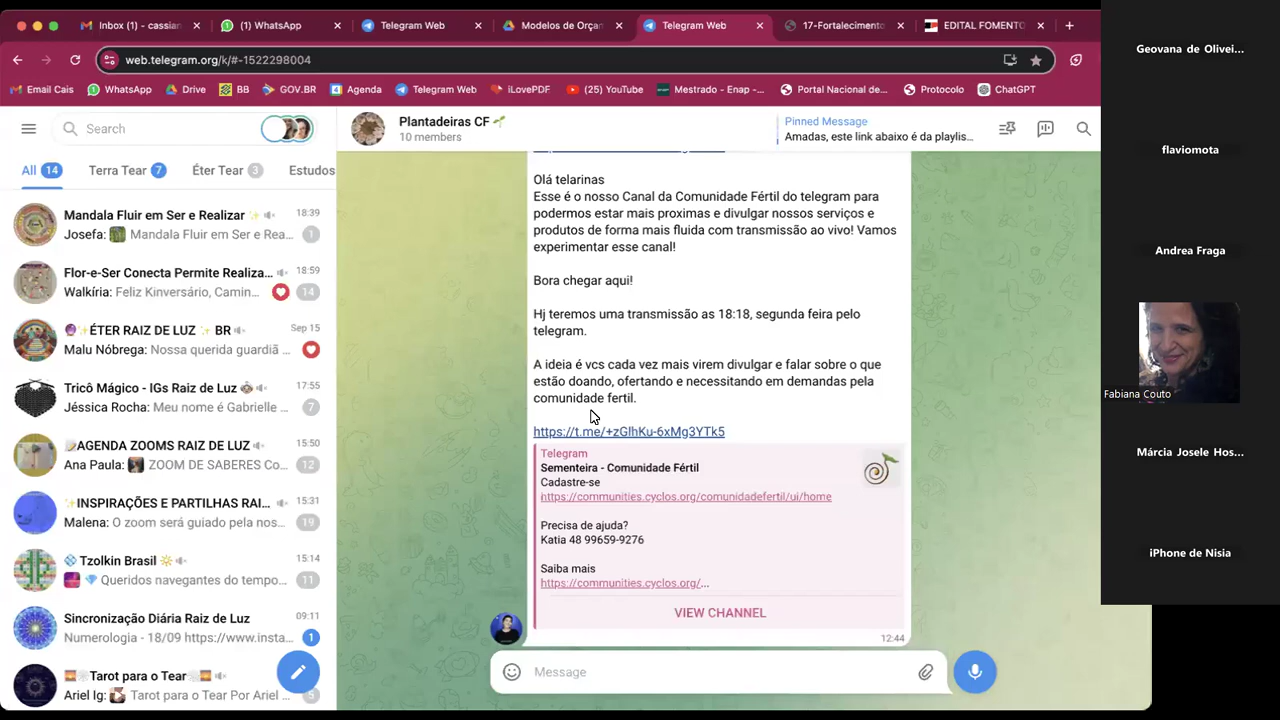 Inbox (1) - cassian
(1) WhatsApp
Telegram Web
Modelos de Orçan
Telegram Web
17-Fortalecimento
EDITAL FOMENTO
web.telegram.org/k/#-1522298004
Email Cais
WhatsApp
Drive
BB
GOV.BR
Agenda
Telegram Web
iLovePDF
(25) YouTube
Mestrado - Enap -...
Portal Nacional de...
Protocolo
ChatGPT
Search
All 14
Terra Tear 7
Éter Tear 3
Estudos
Mandala Fluir em Ser e Realizar
18:39
Josefa: Mandala Fluir em Ser e Rea...
1
Flor-e-Ser Conecta Permite Realiza...
18:59
Walkíria: Feliz Kinversário, Camin...
14
ÉTER RAIZ DE LUZ BR
Sep 15
Malu Nóbrega: Nossa querida guardiã ...
Tricô Mágico - IGs Raiz de Luz
17:55
Jéssica Rocha: Meu nome é Gabrielle ...
7
AGENDA ZOOMS RAIZ DE LUZ
15:50
Ana Paula: ZOOM DE SABERES Co...
12
INSPIRAÇÕES E PARTILHAS RAI...
15:31
Malena: O zoom será guiado pela nos...
19
Tzolkin Brasil
15:14
Queridos navegantes do tempo...
11
Sincronização Diária Raiz de Luz
09:11
Numerologia - 18/09 https://www.insta...
1
Tarot para o Tear
Ariel Ig: Tarot para o Tear Por Ariel ...
5
Plantadeiras CF
10 members
Pinned Message
Amadas, este link abaixo é da playlis...
Olá telarinas
Esse é o nosso Canal da Comunidade Fértil do telegram para
podermos estar mais proximas e divulgar nossos serviços e
produtos de forma mais fluida com transmissão ao vivo! Vamos
experimentar esse canal!
Bora chegar aqui!
Hj teremos uma transmissão as 18:18, segunda feira pelo
telegram.
A ideia é vcs cada vez mais virem divulgar e falar sobre o que
estão doando, ofertando e necessitando em demandas pela
comunidade fertil.
https://t.me/+zGlhKu-6xMg3YTk5
Telegram
Sementeira - Comunidade Fértil
Cadastre-se
https://communities.cyclos.org/comunidadefertil/ui/home
Precisa de ajuda?
Katia 48 99659-9276
Saiba mais
https://communities.cyclos.org/...
VIEW CHANNEL
12:44
Message
Geovana de Olivei...
flaviomota
Andrea Fraga
Fabiana Couto
Márcia Josele Hos...
iPhone de Nisia